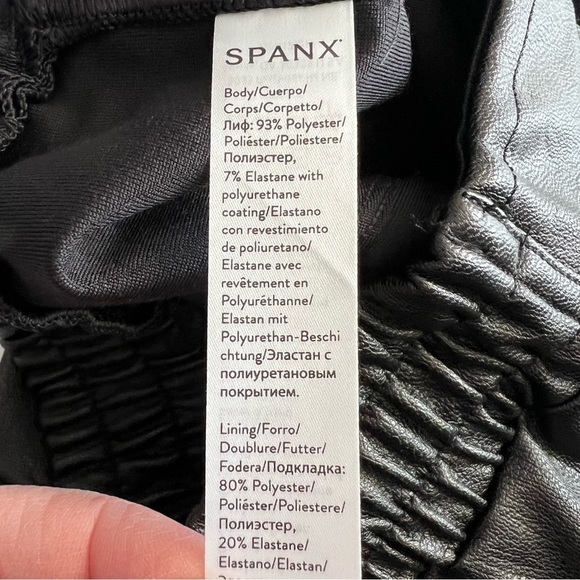 SPANX
Body/Cuerpo/
Corps/Corpetto/
Лиф: 93% Polyester/
Poliéster/Poliestere/
Полиэстер,
7% Elastane with
polyurethane
coating/Elastano
con revestimiento
de poliuretano/
Elastane avec
revêtement en
Polyuréthanne/
Elastan mit
Polyurethan-Beschi
chtung/Эластан с
полиуретановым
покрытием.
Lining/Forro/
Doublure/Futter/
Fodera/Подкладка:
80% Polyester/
Poliéster/Poliestere/
Полиэстер,
20% Elastane/
Elastano/Elastan/